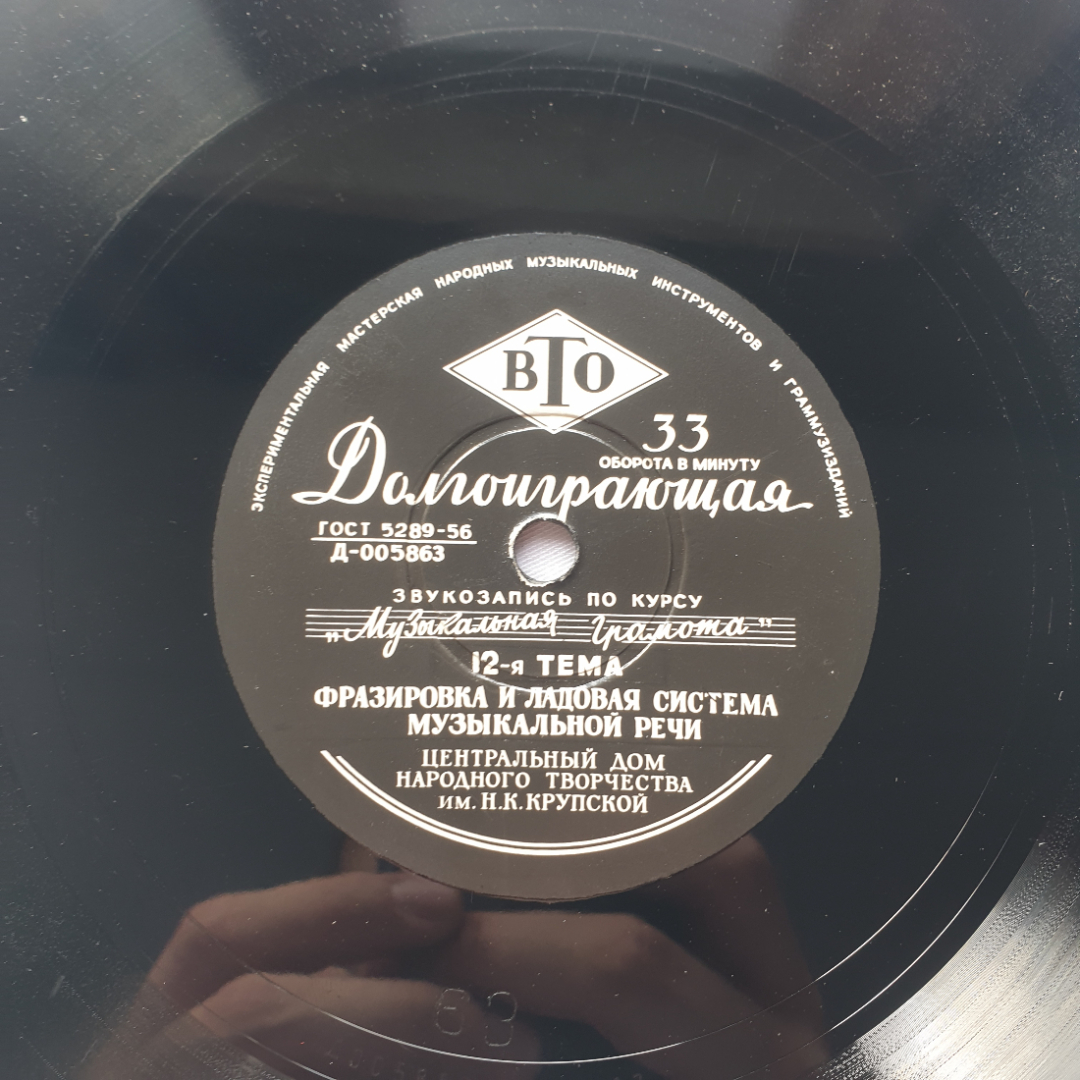 ЭКСПЕРИМЕНТАЛЬНАЯ МАСТЕРСКАЯ НАРОДНЫХ МУЗЫКАЛЬНЫХ ИНСТРУМЕНТОВ И ГРАММУЗИЗДАНИЙ
ВТО
33
ОБОРОТА В МИНУТУ
Долгоиграющая
ГОСТ 5289-56
Д-005863
ЗВУКОЗАПИСЬ ПО КУРСУ
„Музыкальная грамота"
12-я ТЕМА
ФРАЗИРОВКА И ЛАДОВАЯ СИСТЕМА
МУЗЫКАЛЬНОЙ РЕЧИ
ЦЕНТРАЛЬНЫЙ ДОМ
НАРОДНОГО ТВОРЧЕСТВА
им. Н.К.КРУПСКОЙ
63